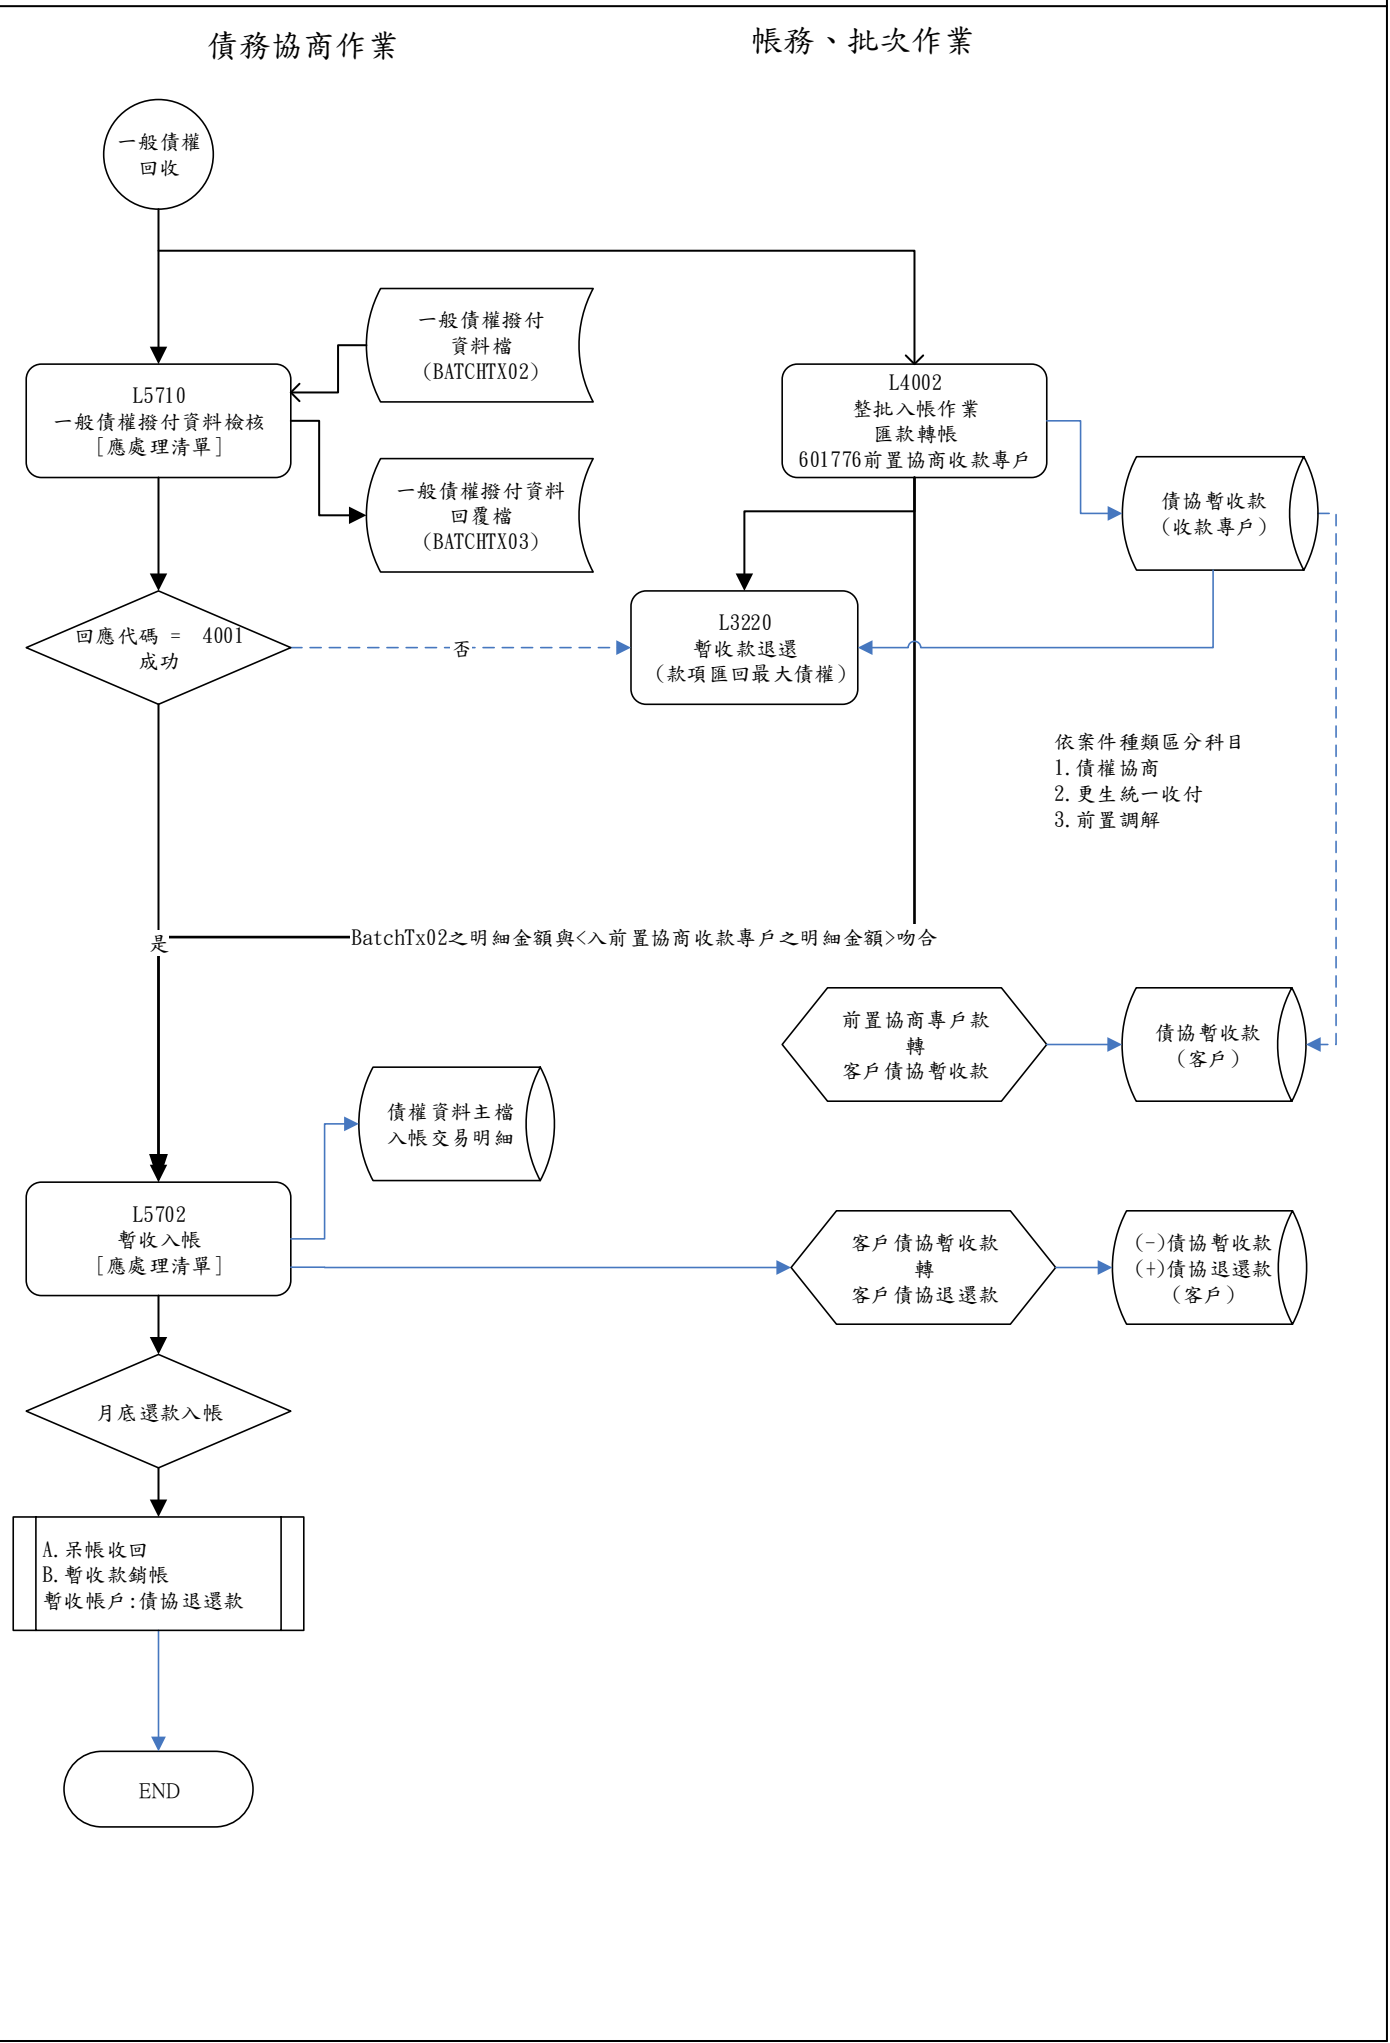 債務協商作業
帳務、批次作業
一般債權
回收
一般債權撥付
資料檔
(BATCHTX02)
L5710
一般債權撥付資料檢核
[應處理清單]
L4002
整批入帳作業
匯款轉帳
601776前置協商收款專戶
一般債權撥付資料
回覆檔
(BATCHTX03)
債協暫收款
(收款專戶)
回應代碼 = 4001
成功
否
L3220
暫收款退還
(款項匯回最大債權)
依案件種類區分科目
1.債權協商
2.更生統一收付
3.前置調解
是
BatchTx02之明細金額與<入前置協商收款專戶之明細金額>吻合
前置協商專戶款
轉
客戶債協暫收款
債協暫收款
(客戶)
債權資料主檔
入帳交易明細
L5702
暫收入帳
[應處理清單]
客戶債協暫收款
轉
客戶債協退還款
(-)債協暫收款
(+)債協退還款
(客戶)
月底還款入帳
A.呆帳收回
B.暫收款銷帳
暫收帳戶:債協退還款
END